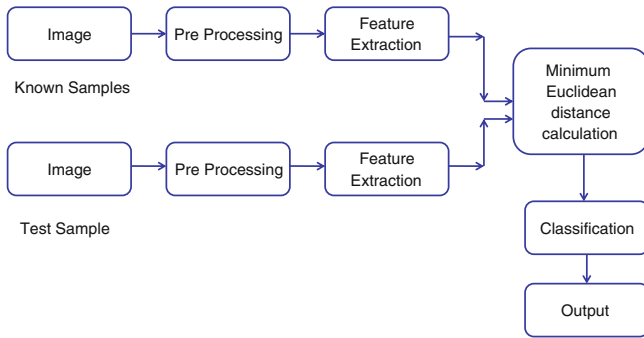 Image
Pre Processing
Feature
Extraction
Known Samples
Minimum
Euclidean
distance
calculation
Image
Pre Processing
Feature
Extraction
Test Sample
Classification
Output